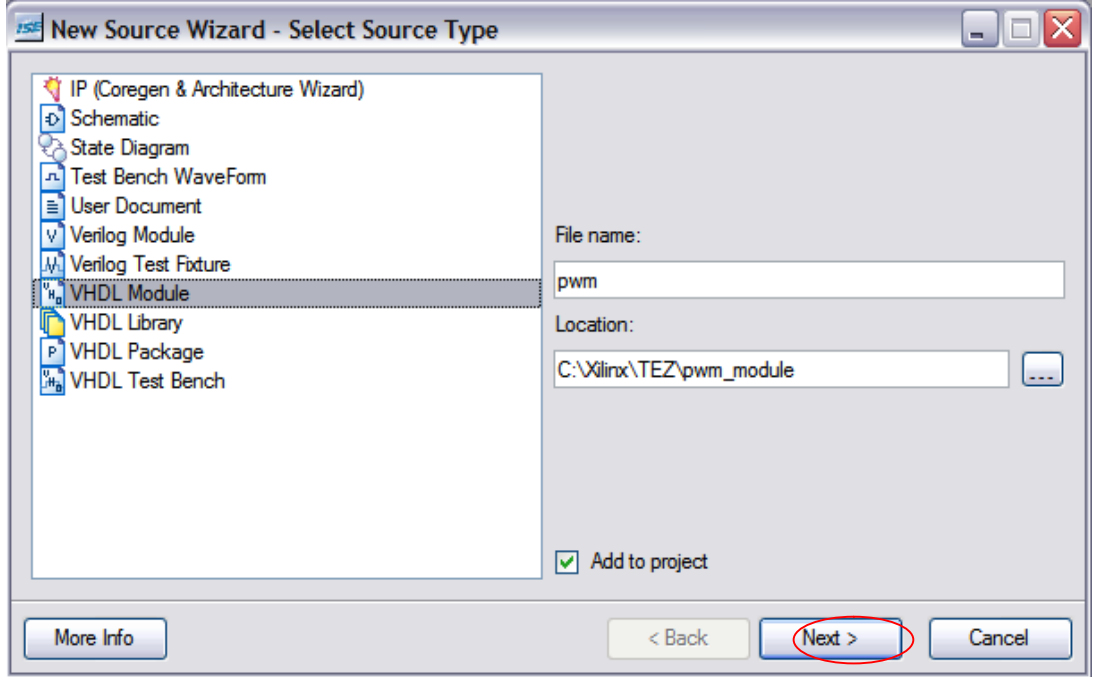 ISE New Source Wizard - Select Source Type
IP (Coregen & Architecture Wizard)
Schematic
State Diagram
Test Bench WaveForm
User Document
Verilog Module
Verilog Test Fixture
VHDL Module
VHDL Library
VHDL Package
VHDL Test Bench
File name:
pwm
Location:
C:\Xilinx\TEZ\pwm_module
...
Add to project
More Info
< Back
Next >
Cancel